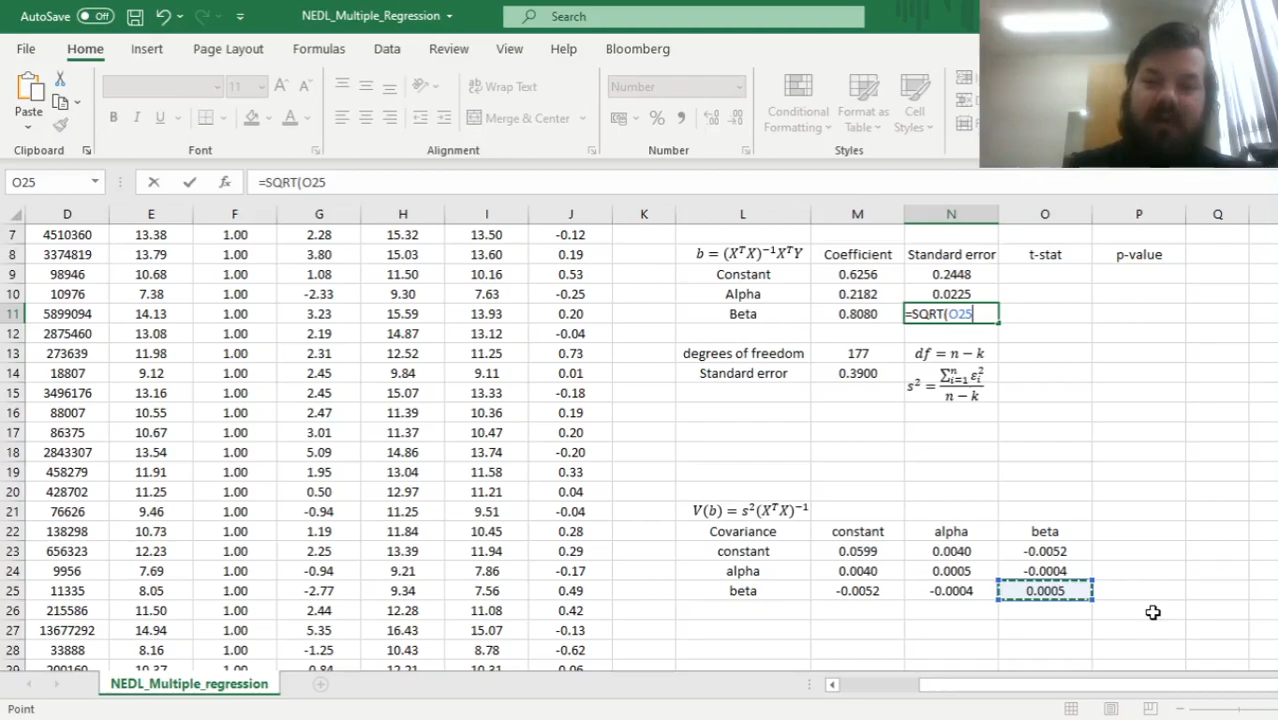 AutoSave Off NEDL_Multiple_Regression Search
File Home Insert Page Layout Formulas Data Review View Help Bloomberg
Paste 11 Wrap Text Number
B I U A Merge & Center % Conditional Formatting Format as Table Cell Styles
Clipboard Font Alignment Number Styles
O25 fx =SQRT(O25
D E F G H I J K L M N O P Q
7 4510360 13.38 1.00 2.28 15.32 13.50 -0.12
8 3374819 13.79 1.00 3.80 15.03 13.60 0.19 b = (XᵀX)⁻¹XᵀY Coefficient Standard error t-stat p-value
9 98946 10.68 1.00 1.08 11.50 10.16 0.53 Constant 0.6256 0.2448
10 10976 7.38 1.00 -2.33 9.30 7.63 -0.25 Alpha 0.2182 0.0225
11 5899094 14.13 1.00 3.23 15.59 13.93 0.20 Beta 0.8080 =SQRT(O25
12 2875460 13.08 1.00 2.19 14.87 13.12 -0.04
13 273639 11.98 1.00 2.31 12.52 11.25 0.73 degrees of freedom 177 df = n − k
14 18807 9.12 1.00 2.45 9.84 9.11 0.01 Standard error 0.3900 s² = ∑ᵢ₌₁ⁿ εᵢ² / n − k
15 3496176 13.16 1.00 2.45 15.07 13.33 -0.18
16 88007 10.55 1.00 2.47 11.39 10.36 0.19
17 86375 10.67 1.00 3.01 11.37 10.47 0.20
18 2843307 13.54 1.00 5.09 14.86 13.74 -0.20
19 458279 11.91 1.00 1.95 13.04 11.58 0.33
20 428702 11.25 1.00 0.50 12.97 11.21 0.04
21 76626 9.46 1.00 -0.94 11.25 9.51 -0.04 V(b) = s²(XᵀX)⁻¹
22 138298 10.73 1.00 1.19 11.84 10.45 0.28 Covariance constant alpha beta
23 656323 12.23 1.00 2.25 13.39 11.94 0.29 constant 0.0599 0.0040 -0.0052
24 9956 7.69 1.00 -0.94 9.21 7.86 -0.17 alpha 0.0040 0.0005 -0.0004
25 11335 8.05 1.00 -2.77 9.34 7.56 0.49 beta -0.0052 -0.0004 0.0005
26 215586 11.50 1.00 2.44 12.28 11.08 0.42
27 13677292 14.94 1.00 5.35 16.43 15.07 -0.13
28 33888 8.16 1.00 -1.25 10.43 8.78 -0.62
NEDL_Multiple_regression
Point